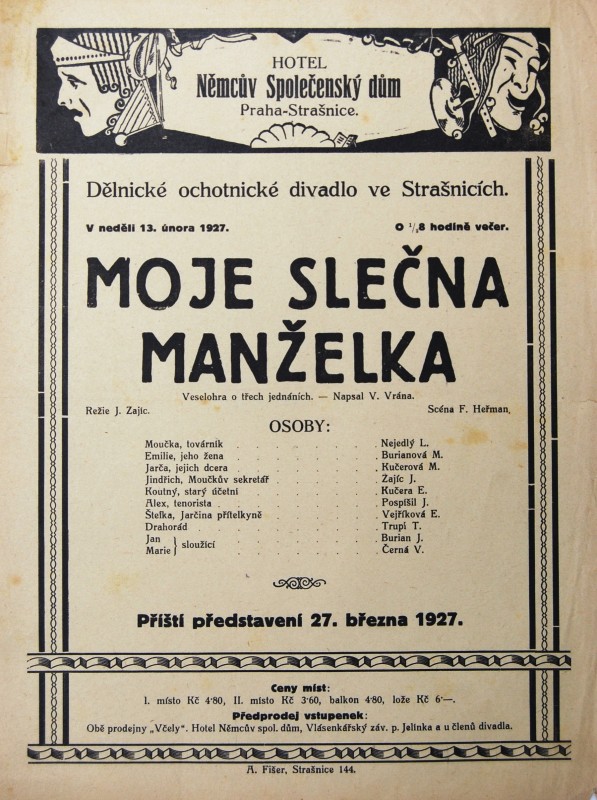 HOTEL
Němcův Společenský dům
Praha-Strašnice.
Dělnické ochotnické divadlo ve Strašnicích.
V neděli 13. února 1927. O ½8 hodině večer.
MOJE SLEČNA
MANŽELKA
Veselohra o třech jednáních. — Napsal V. Vrána.
Režie J. Zajíc. Scéna F. Heřman.
OSOBY:
Moučka, továrník . . . . . . . Nejedlý L.
Emilie, jeho žena . . . . . . . Burianová M.
Jarča, jejich dcera . . . . . . . Kučerová M.
Jindřich, Moučkův sekretář . . . . . Zajíc J.
Koutný, starý účetní . . . . . . . Kučera E.
Alex, tenorista . . . . . . . . Pospíšil J.
Štefka, Jarčina přítelkyně . . . . . Vejříková E.
Drahorád . . . . . . . . . Trupl T.
Jan } sloužící . . . . . . . Burian J.
Marie } . . . . . . . Černá V.
Příští představení 27. března 1927.
Ceny míst:
I. místo Kč 4·80, II. místo Kč 3·60, balkon 4·80, lože Kč 6·—.
Předprodej vstupenek:
Obě prodejny „Včely“. Hotel Němcův spol. dům, Vlásenkářský záv. p. Jelínka a u členů divadla.
A. Fišer, Strašnice 144.